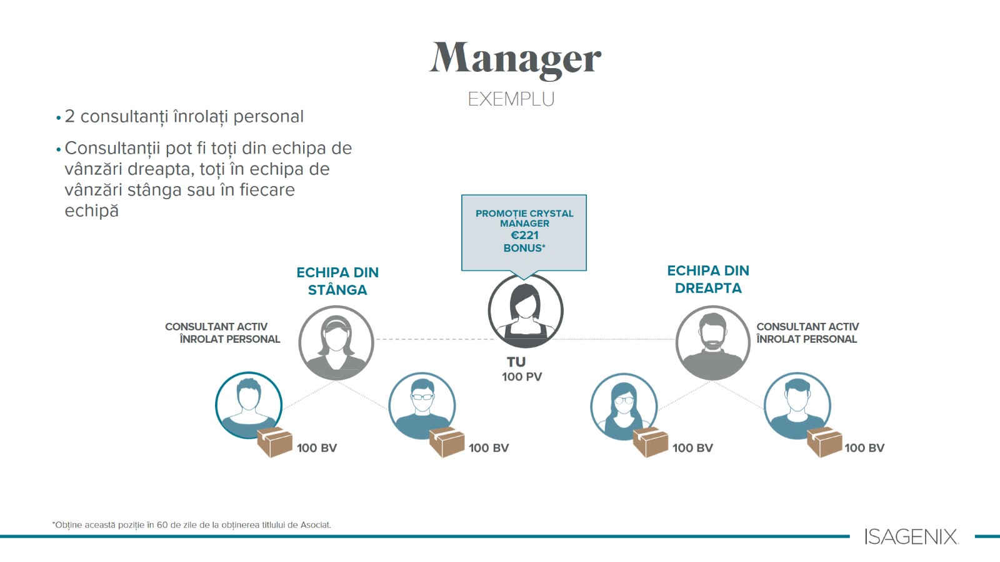 Manager
EXEMPLU
• 2 consultanți înrolați personal
• Consultanții pot fi toți din echipa de
vânzări dreapta, toți în echipa de
vânzări stânga sau în fiecare
echipă
PROMOȚIE CRYSTAL
MANAGER
€221
BONUS*
ECHIPA DIN
STÂNGA
ECHIPA DIN
DREAPTA
CONSULTANT ACTIV
ÎNROLAT PERSONAL
CONSULTANT ACTIV
ÎNROLAT PERSONAL
TU
100 PV
100 BV
100 BV
100 BV
100 BV
*Obține această poziție în 60 de zile de la obținerea titlului de Asociat.
ISAGENIX